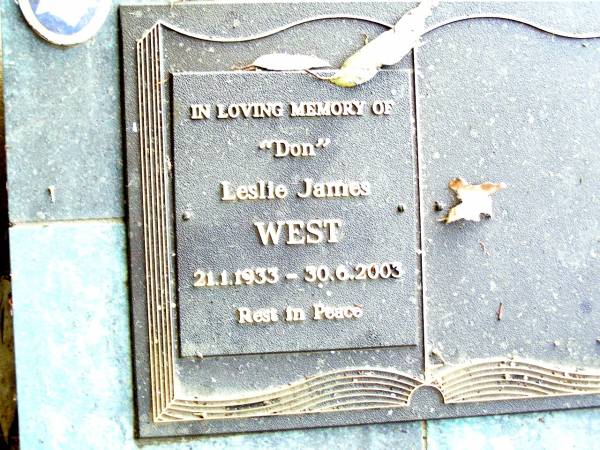 IN LOVING MEMORY OF
"Don"
Leslie James
WEST
21.1.1933 - 30.6.2003
Rest in Peace